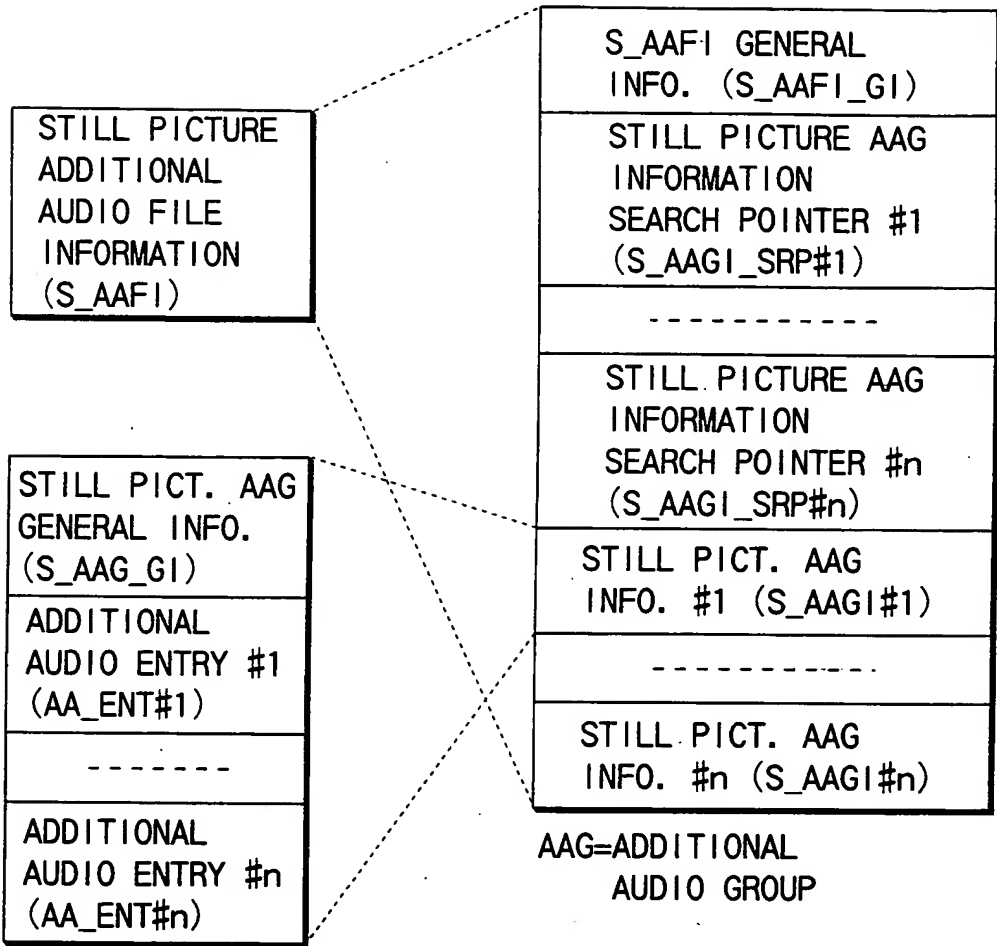 STILL PICTURE
ADDITIONAL
AUDIO FILE
INFORMATION
(S_AAFI)
S_AAFI GENERAL
INFO. (S_AAFI_GI)
STILL PICTURE AAG
INFORMATION
SEARCH POINTER #1
(S_AAGI_SRP#1)
STILL PICTURE AAG
INFORMATION
SEARCH POINTER #n
(S_AAGI_SRP#n)
STILL PICT. AAG
INFO. #1 (S_AAGI#1)
STILL PICT. AAG
INFO. #n (S_AAGI#n)
AAG=ADDITIONAL
AUDIO GROUP
STILL PICT. AAG
GENERAL INFO.
(S_AAG_GI)
ADDITIONAL
AUDIO ENTRY #1
(AA_ENT#1)
ADDITIONAL
AUDIO ENTRY #n
(AA_ENT#n)